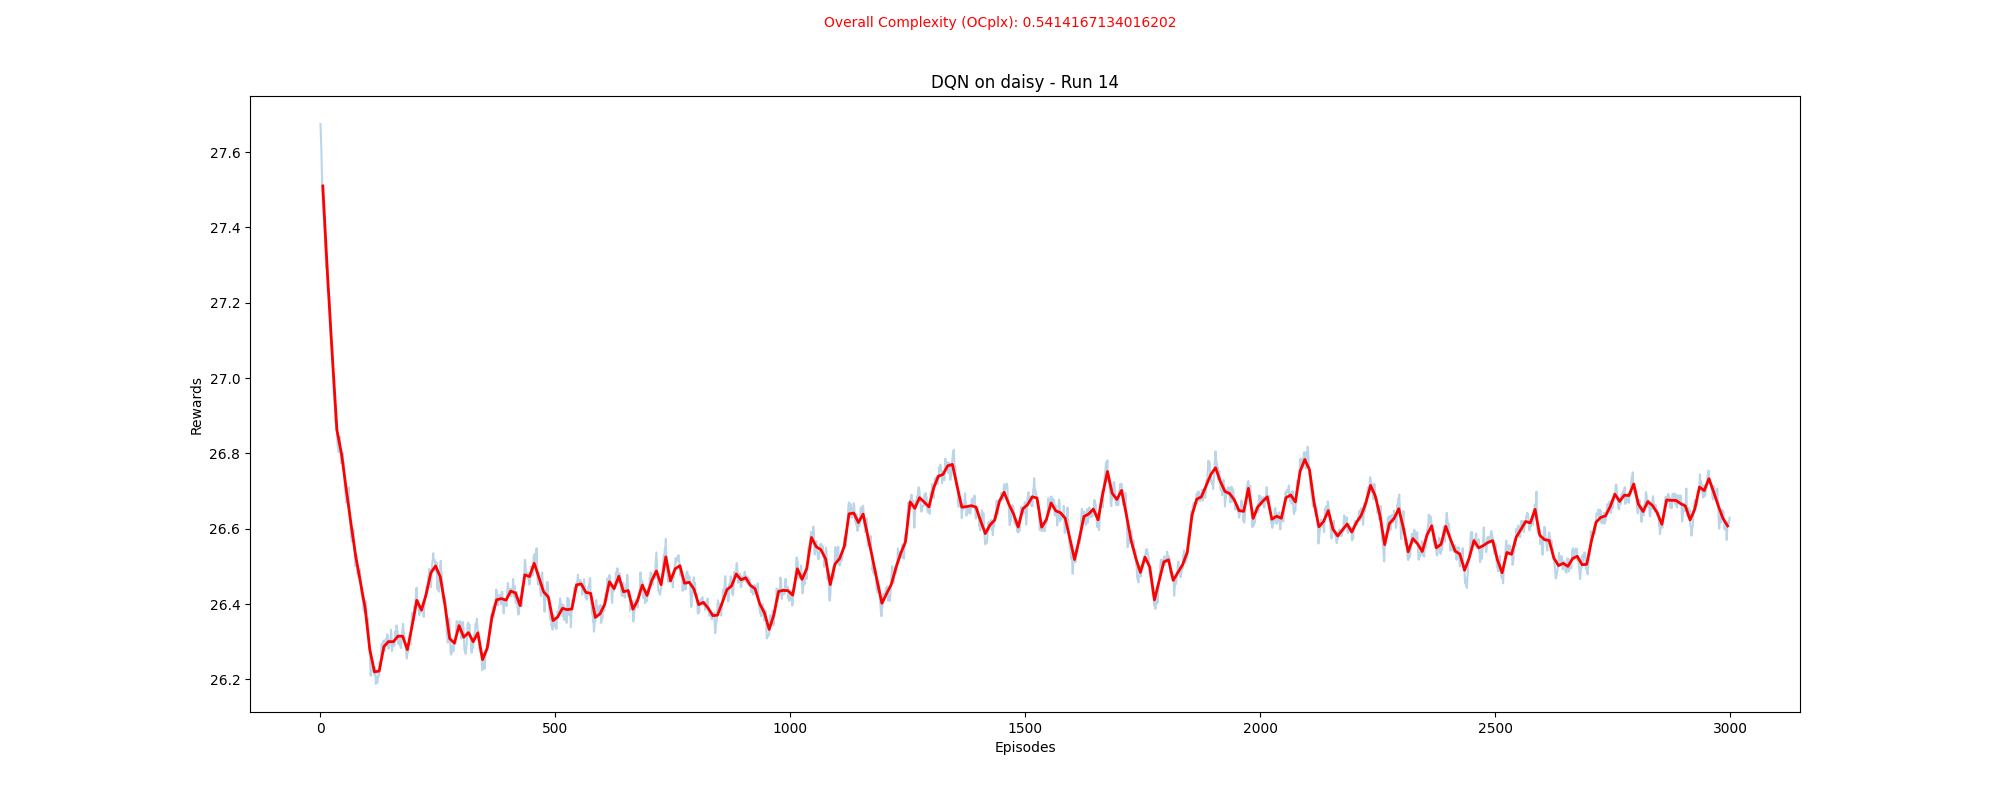 Overall Complexity (OCplx): 0.5414167134016202
DQN on daisy - Run 14
27.6
27.4
27.2
27.0
26.8
26.6
26.4
26.2
Rewards
0 500 1000 1500 2000 2500 3000
Episodes